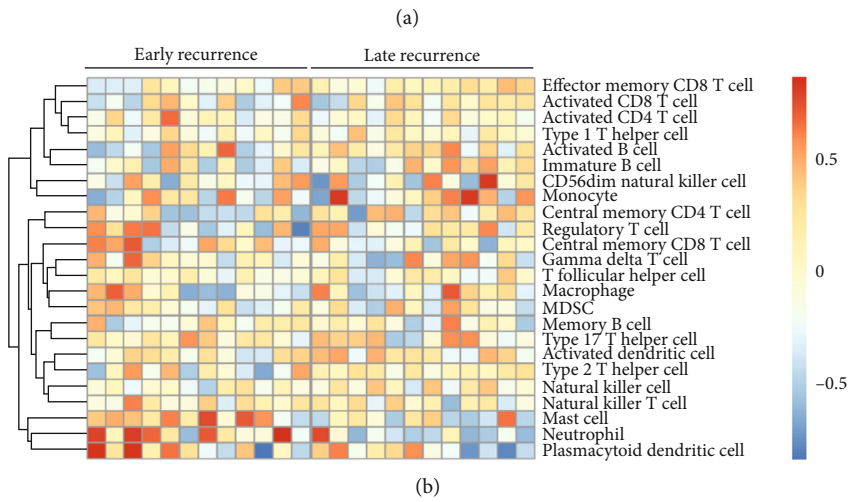 (a)
Early recurrence
Late recurrence
Effector memory CD8 T cell
Activated CD8 T cell
Activated CD4 T cell
Type 1 T helper cell
Activated B cell
Immature B cell
CD56dim natural killer cell
Monocyte
Central memory CD4 T cell
Regulatory T cell
Central memory CD8 T cell
Gamma delta T cell
T follicular helper cell
Macrophage
MDSC
Memory B cell
Type 17 T helper cell
Activated dendritic cell
Type 2 T helper cell
Natural killer cell
Natural killer T cell
Mast cell
Neutrophil
Plasmacytoid dendritic cell
0.5
0
–0.5
(b)